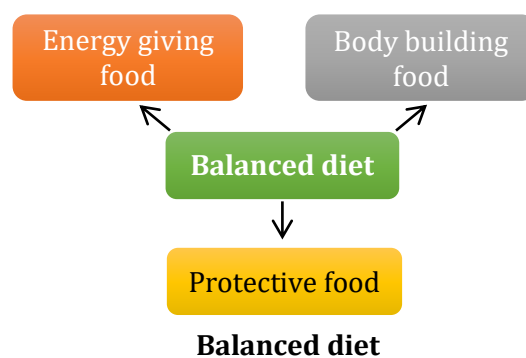 Energy giving
food
Body building
food
Balanced diet
Protective food
Balanced diet